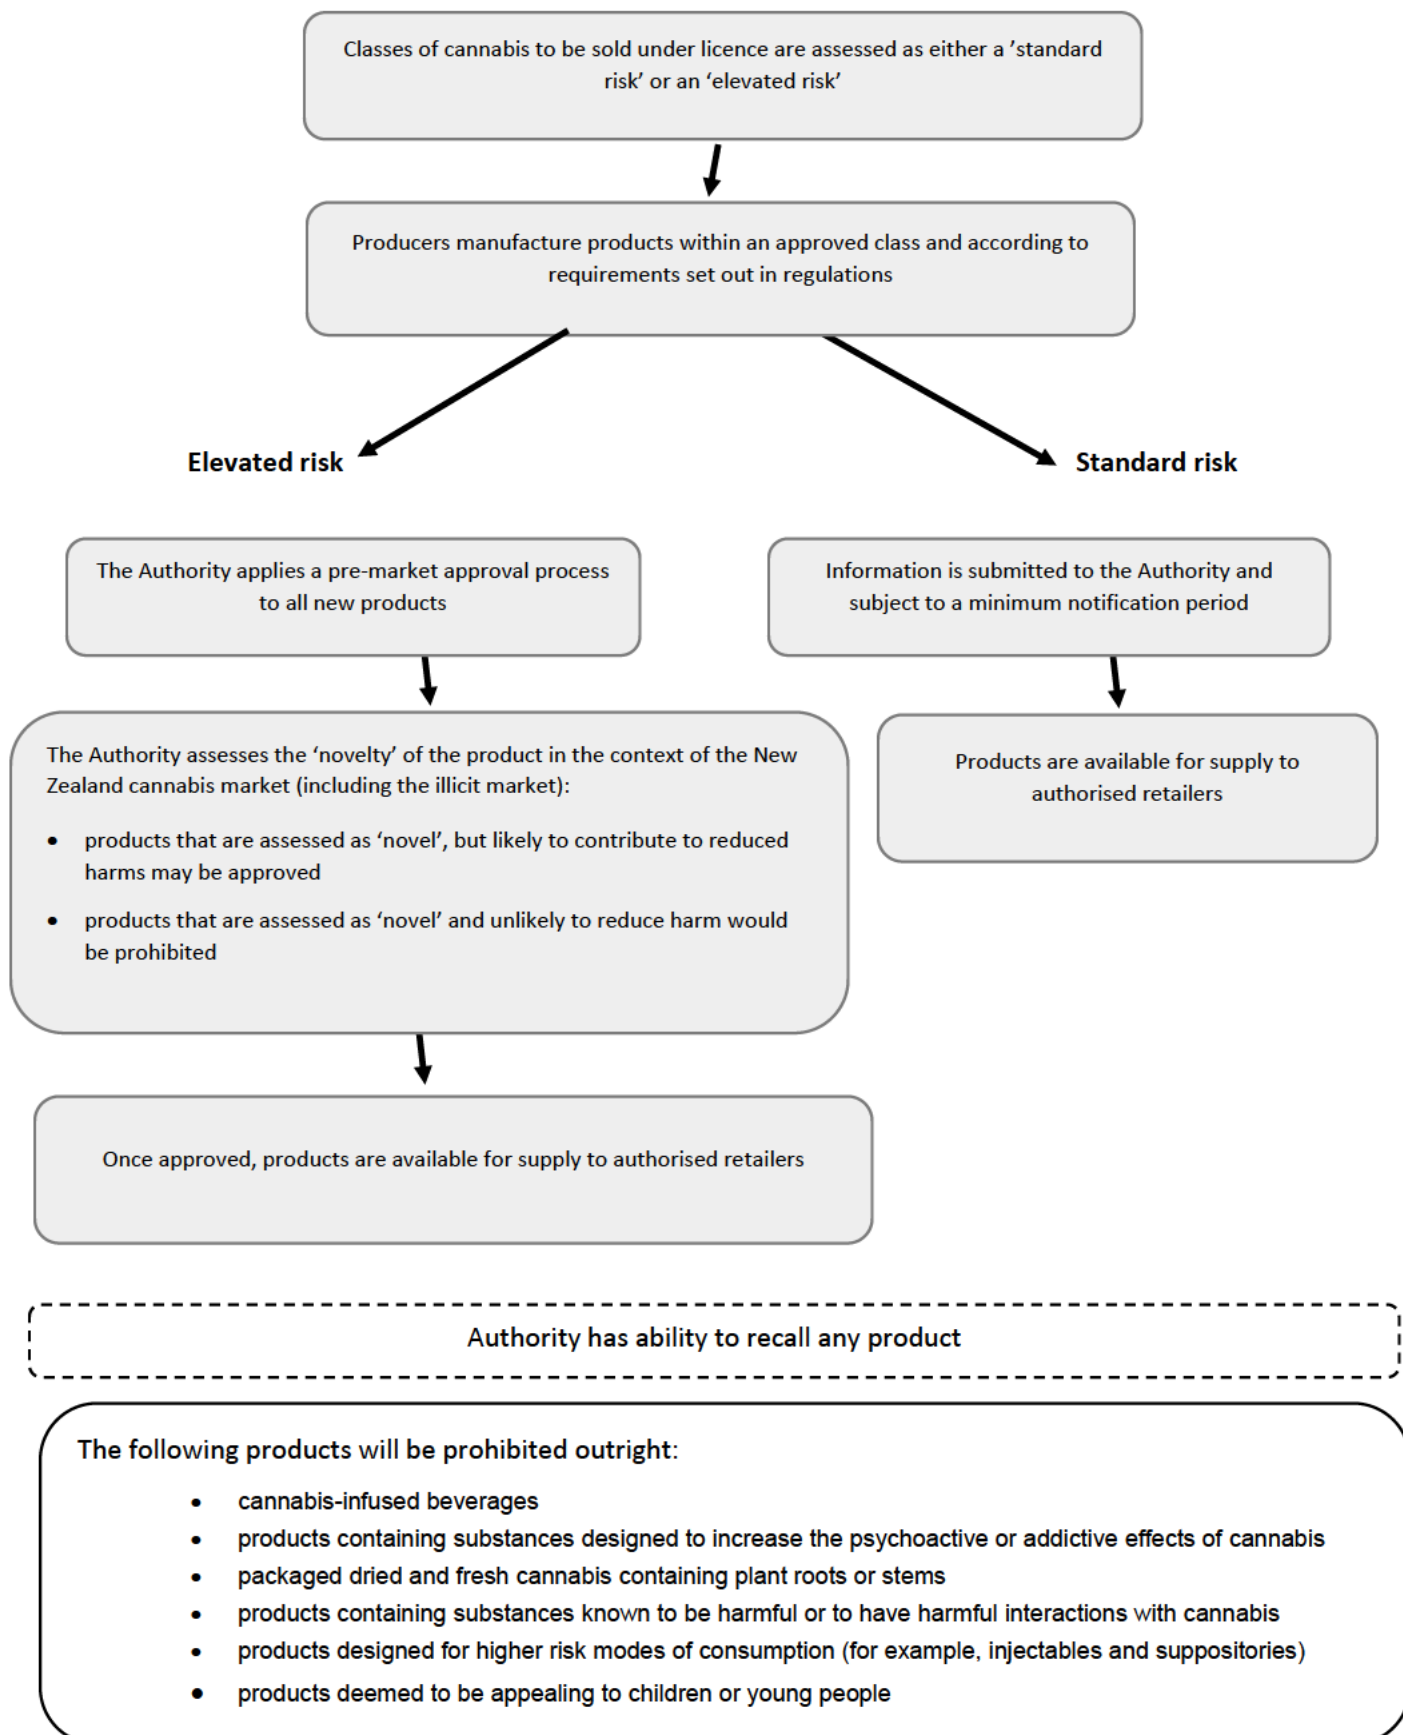 Classes of cannabis to be sold under licence are assessed as either a ’standard
risk’ or an ‘elevated risk’
Producers manufacture products within an approved class and according to
requirements set out in regulations
Elevated risk
Standard risk
The Authority applies a pre-market approval process
to all new products
Information is submitted to the Authority and
subject to a minimum notification period
The Authority assesses the ‘novelty’ of the product in the context of the New
Zealand cannabis market (including the illicit market):
• products that are assessed as ‘novel’, but likely to contribute to reduced
harms may be approved
• products that are assessed as ‘novel’ and unlikely to reduce harm would
be prohibited
Products are available for supply to
authorised retailers
Once approved, products are available for supply to authorised retailers
Authority has ability to recall any product
The following products will be prohibited outright:
• cannabis-infused beverages
• products containing substances designed to increase the psychoactive or addictive effects of cannabis
• packaged dried and fresh cannabis containing plant roots or stems
• products containing substances known to be harmful or to have harmful interactions with cannabis
• products designed for higher risk modes of consumption (for example, injectables and suppositories)
• products deemed to be appealing to children or young people